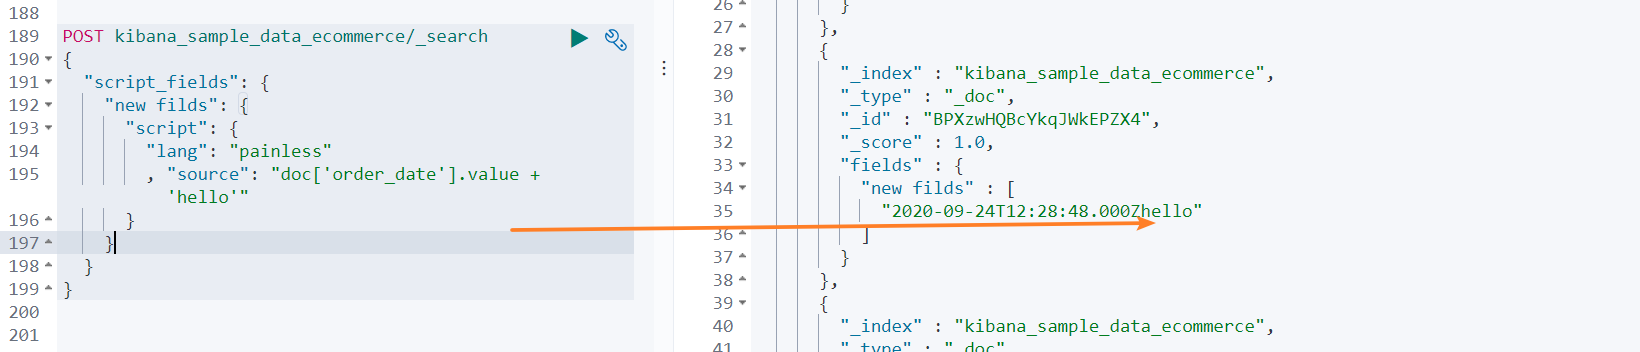 188
189 POST kibana_sample_data_ecommerce/_search
190 {
191 "script_fields": {
192 "new filds": {
193 "script": {
194 "lang": "painless"
195 , "source": "doc['order_date'].value +
'hello'"
196 }
197 }
198 }
199 }
200
201
26 }
27 },
28 {
29 "_index" : "kibana_sample_data_ecommerce",
30 "_type" : "_doc",
31 "_id" : "BPXzwHQBcYkqJWkEPZX4",
32 "_score" : 1.0,
33 "fields" : {
34 "new filds" : [
35 "2020-09-24T12:28:48.000Zhello"
36 ]
37 }
38 },
39 {
40 "_index" : "kibana_sample_data_ecommerce",
41 "_type" : "_doc"